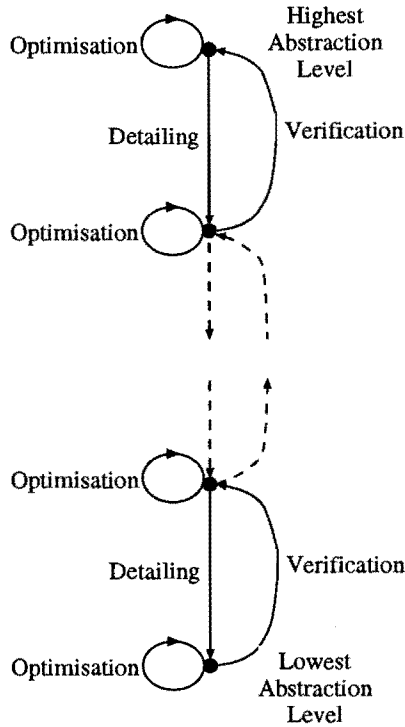 Optimisation
Highest
Abstraction
Level
Detailing
Verification
Optimisation
Optimisation
Detailing
Verification
Optimisation
Lowest
Abstraction
Level